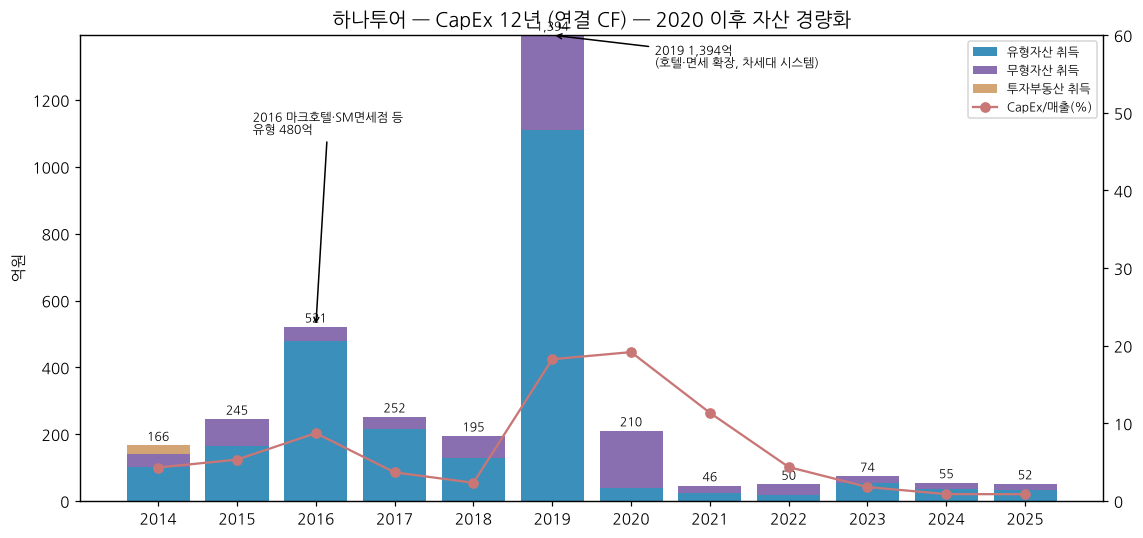 하나투어 — CapEx 12년 (연결 CF) — 2020 이후 자산 경량화
1,394
2019 1,394억
(호텔·면세 확장, 차세대 시스템)
유형자산 취득
무형자산 취득
투자부동산 취득
CapEx/매출(%)
2016 마크호텔·SM면세점 등
유형 480억
억원
1200
1000
800
600
400
200
0
60
50
40
30
20
10
0
166
245
521
252
195
210
46
50
74
55
52
2014 2015 2016 2017 2018 2019 2020 2021 2022 2023 2024 2025